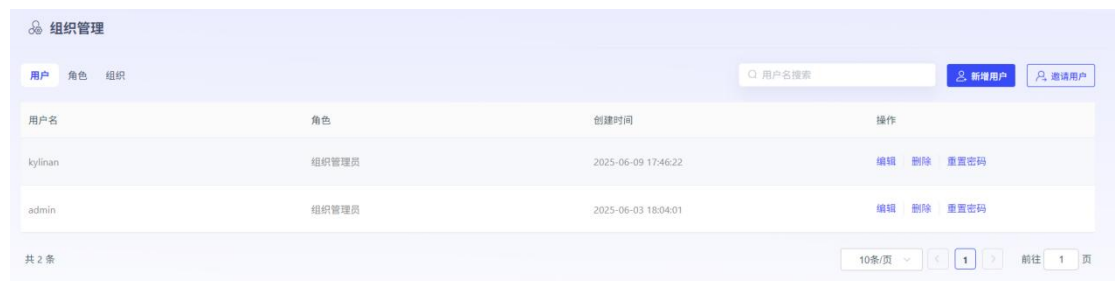 组织管理
用户 角色 组织 用户名搜索 新增用户 邀请用户
用户名 角色 创建时间 操作
kylinan 组织管理员 2025-06-09 17:46:22 编辑 删除 重置密码
admin 组织管理员 2025-06-03 18:04:01 编辑 删除 重置密码
共 2 条 10条/页 1 前往 1 页